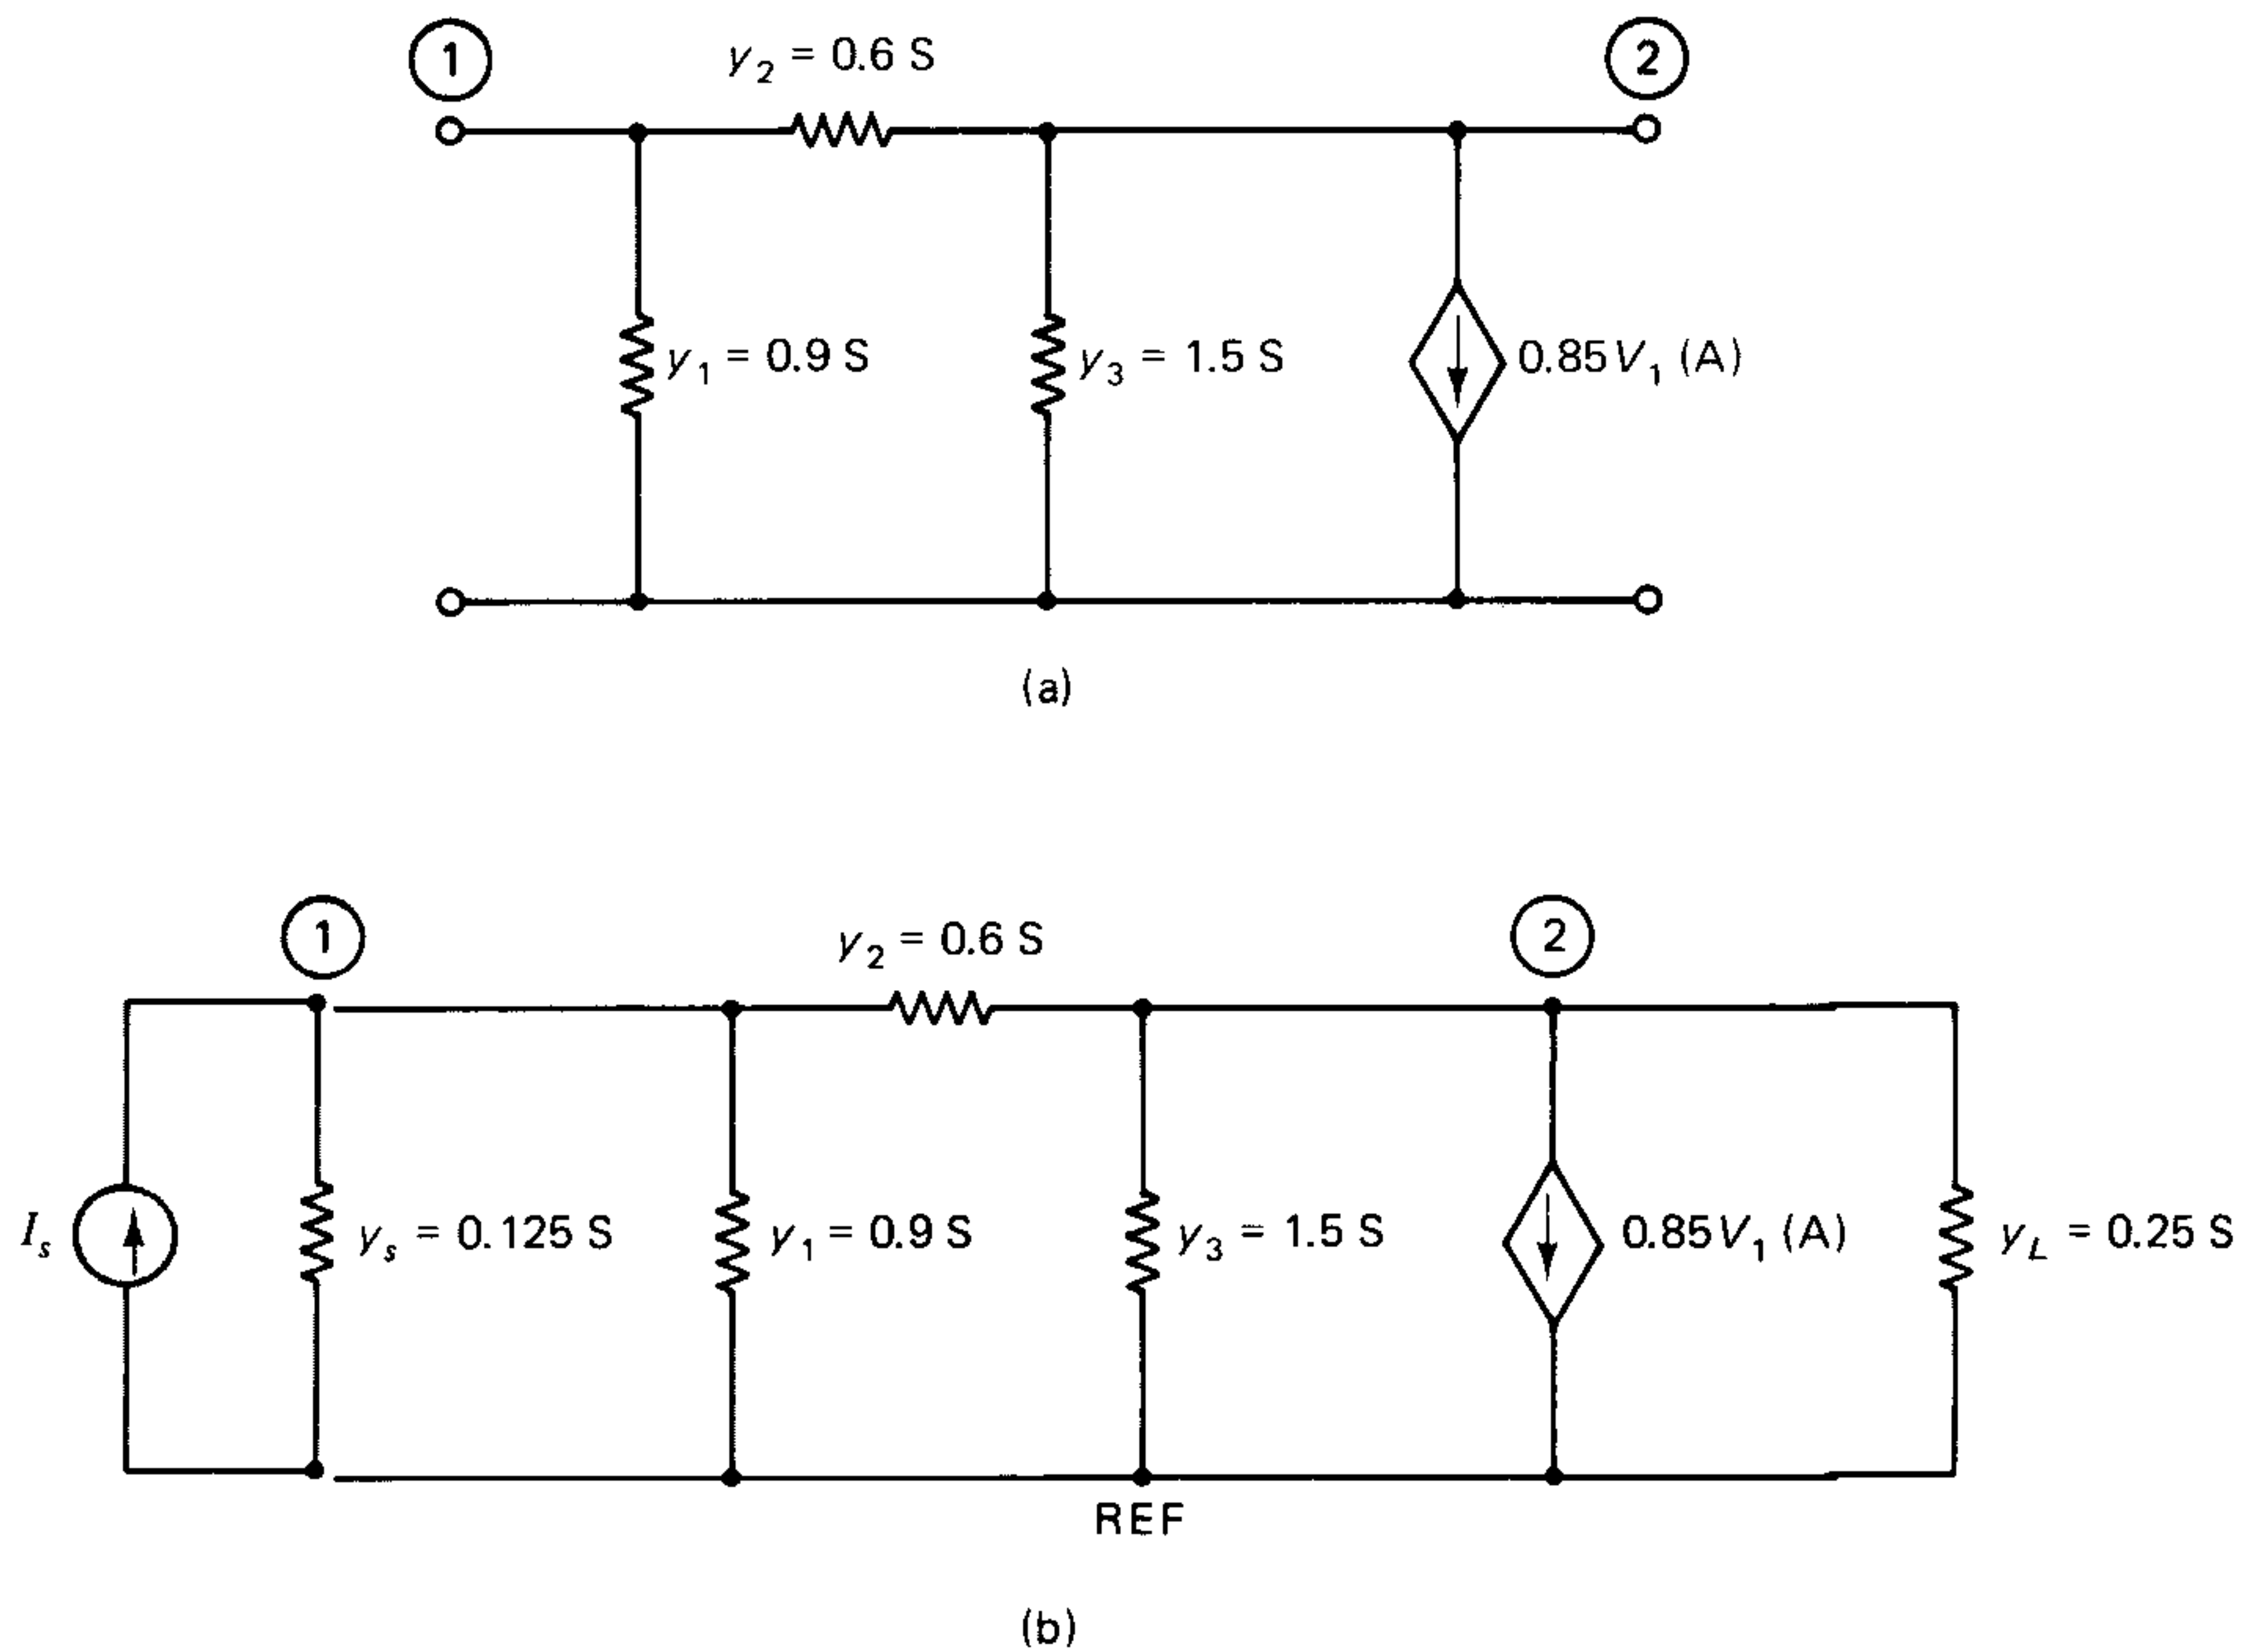 1
y₂ = 0.6 S
2
y₁ = 0.9 S
y₃ = 1.5 S
0.85V₁ (A)
(a)
1
y₂ = 0.6 S
2
Iₛ
yₛ = 0.125 S
y₁ = 0.9 S
y₃ = 1.5 S
0.85V₁ (A)
y_L = 0.25 S
REF
(b)